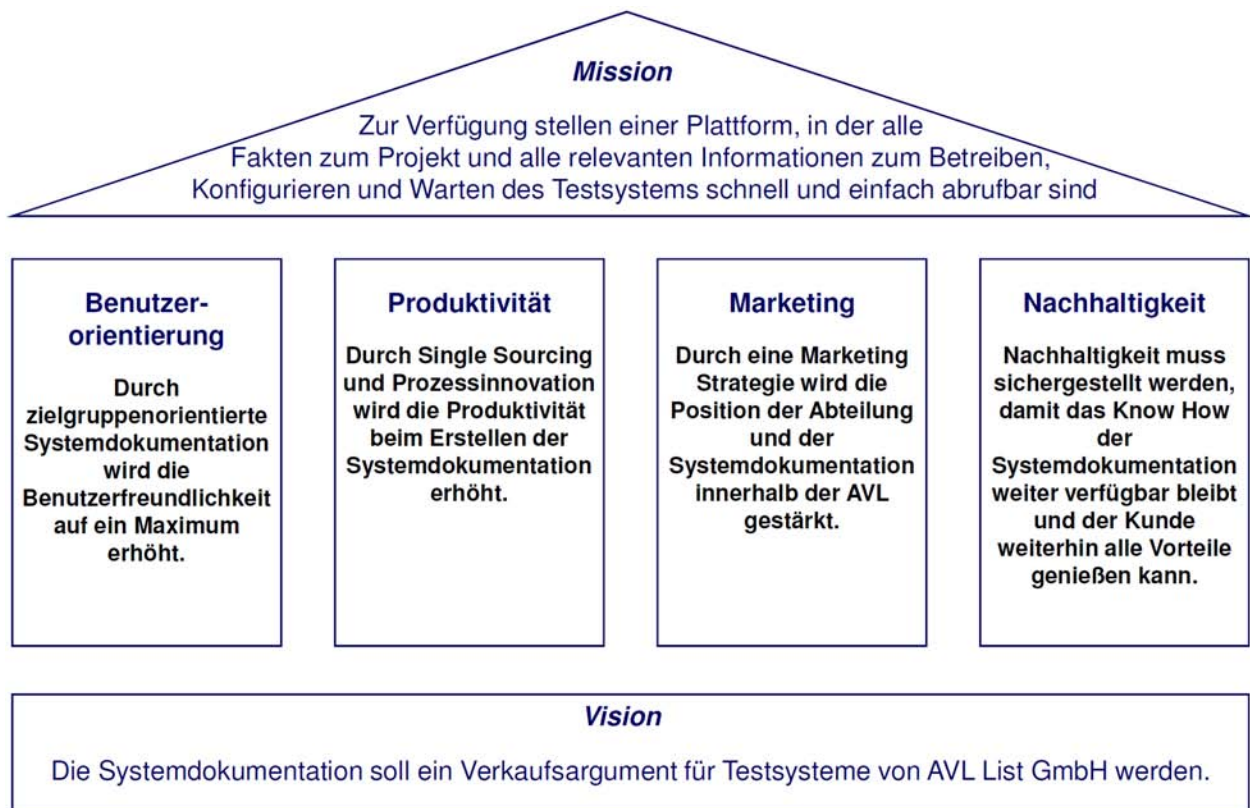 Mission
Zur Verfügung stellen einer Plattform, in der alle
Fakten zum Projekt und alle relevanten Informationen zum Betreiben,
Konfigurieren und Warten des Testsystems schnell und einfach abrufbar sind
Benutzer-
orientierung
Durch
zielgruppenorientierte
Systemdokumentation
wird die
Benutzerfreundlichkeit
auf ein Maximum
erhöht.
Produktivität
Durch Single Sourcing
und Prozessinnovation
wird die Produktivität
beim Erstellen der
Systemdokumentation
erhöht.
Marketing
Durch eine Marketing
Strategie wird die
Position der Abteilung
und der
Systemdokumentation
innerhalb der AVL
gestärkt.
Nachhaltigkeit
Nachhaltigkeit muss
sichergestellt werden,
damit das Know How
der
Systemdokumentation
weiter verfügbar bleibt
und der Kunde
weiterhin alle Vorteile
genießen kann.
Vision
Die Systemdokumentation soll ein Verkaufsargument für Testsysteme von AVL List GmbH werden.